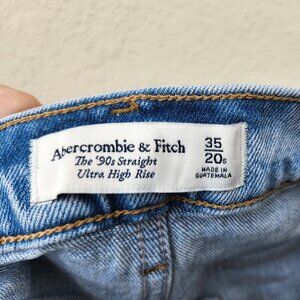 Abercrombie & Fitch
The '90s Straight
Ultra High Rise
35
20s
MADE IN
GUATEMALA